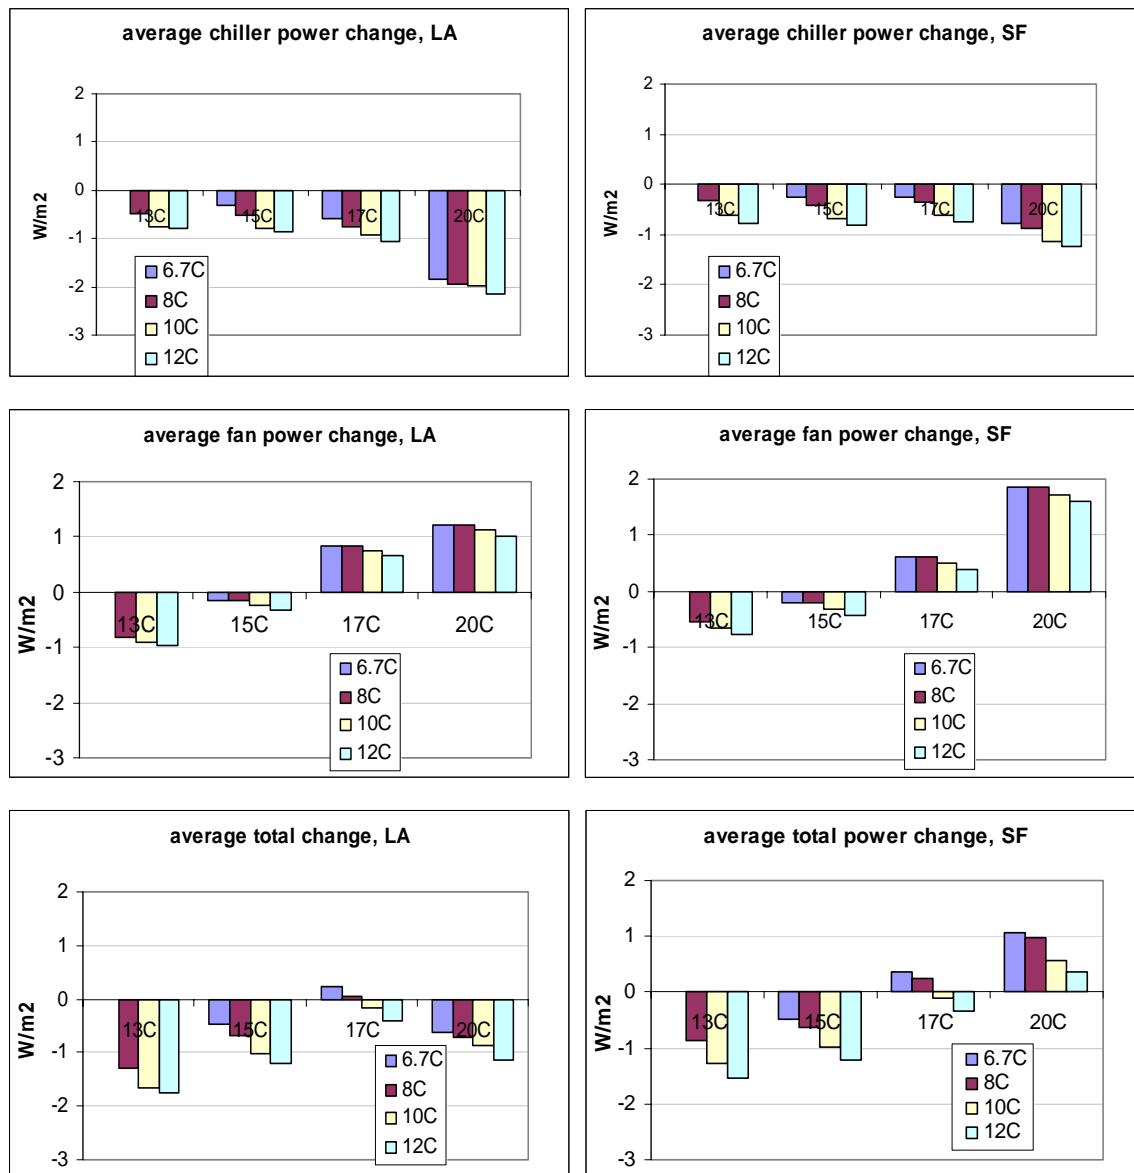 average chiller power change, LA
2
1
0
-1
-2
-3
W/m2
13C 15C 17C 20C
6.7C
8C
10C
12C
average chiller power change, SF
2
1
0
-1
-2
-3
W/m2
13C 15C 17C 20C
6.7C
8C
10C
12C
average fan power change, LA
2
1
0
-1
-2
-3
W/m2
13C 15C 17C 20C
6.7C
8C
10C
12C
average fan power change, SF
2
1
0
-1
-2
-3
W/m2
13C 15C 17C 20C
6.7C
8C
10C
12C
average total change, LA
2
1
0
-1
-2
-3
W/m2
13C 15C 17C 20C
6.7C
8C
10C
12C
average total power change, SF
2
1
0
-1
-2
-3
W/m2
13C 15C 17C 20C
6.7C
8C
10C
12C